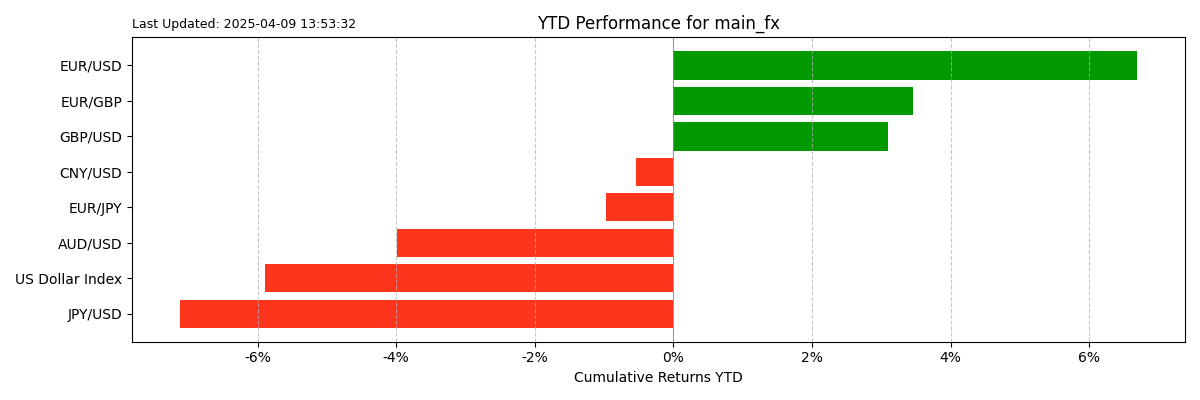 Last Updated: 2025-04-09 13:53:32
YTD Performance for main_fx
EUR/USD
EUR/GBP
GBP/USD
CNY/USD
EUR/JPY
AUD/USD
US Dollar Index
JPY/USD
-6% -4% -2% 0% 2% 4% 6%
Cumulative Returns YTD